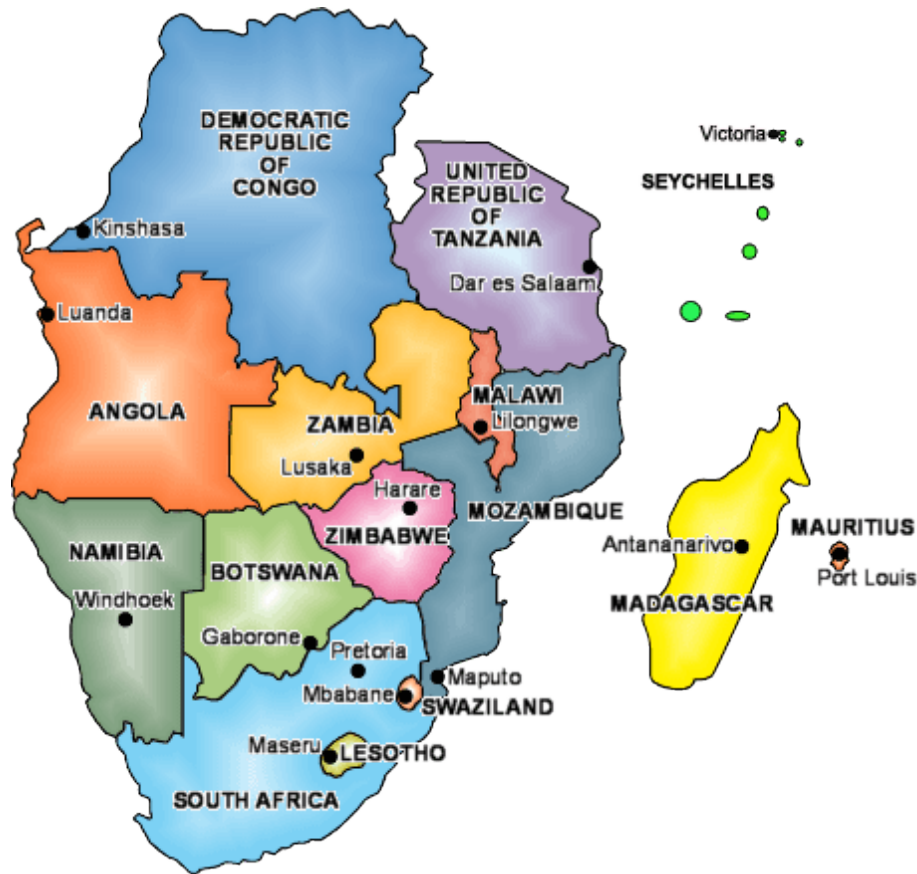 DEMOCRATIC
REPUBLIC
OF
CONGO
Victoria
UNITED
REPUBLIC
OF
TANZANIA
SEYCHELLES
Kinshasa
Dar es Salaam
Luanda
ANGOLA
ZAMBIA
MALAWI
Lilongwe
Lusaka
Harare
MOZAMBIQUE
ZIMBABWE
MAURITIUS
Antananarivo
Port Louis
NAMIBIA
BOTSWANA
Windhoek
MADAGASCAR
Gaborone
Pretoria
Maputo
Mbabane
SWAZILAND
Maseru
LESOTHO
SOUTH AFRICA